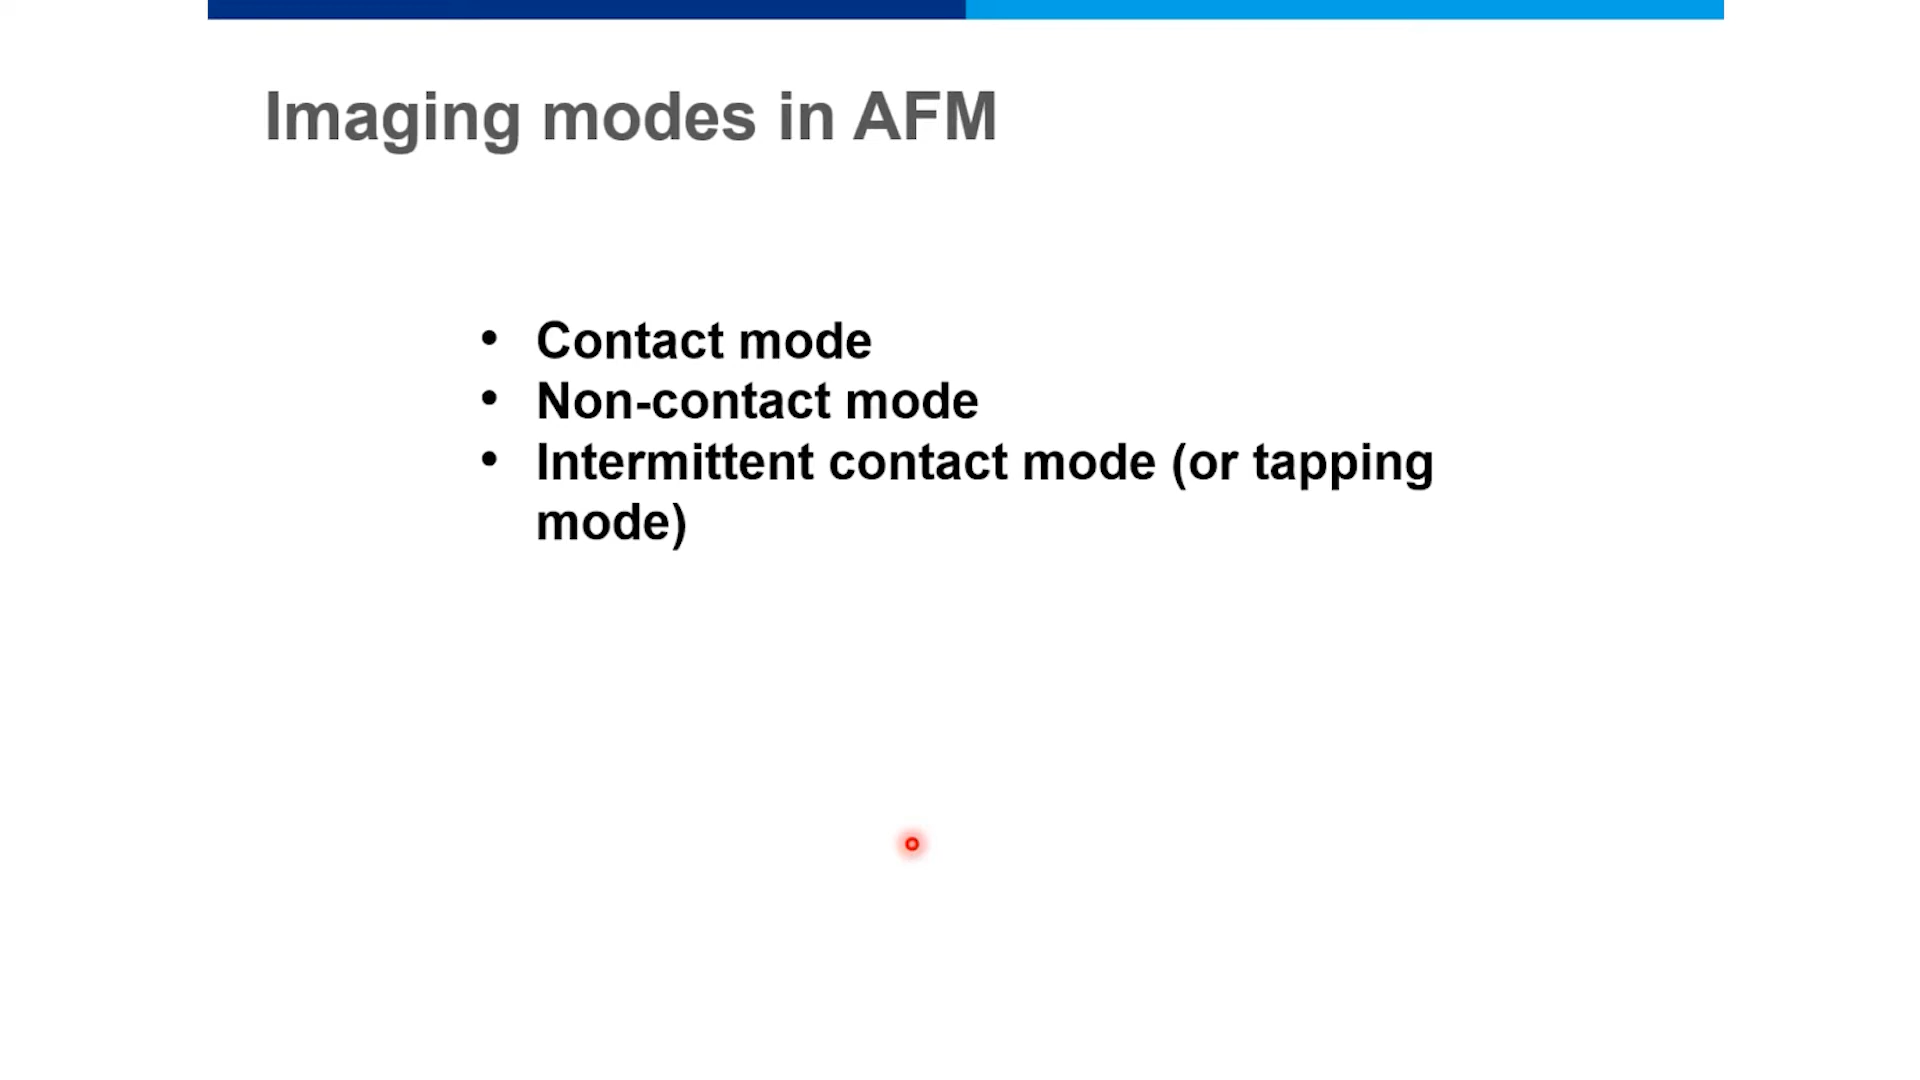 Imaging modes in AFM
• Contact mode
• Non-contact mode
• Intermittent contact mode (or tapping
mode)